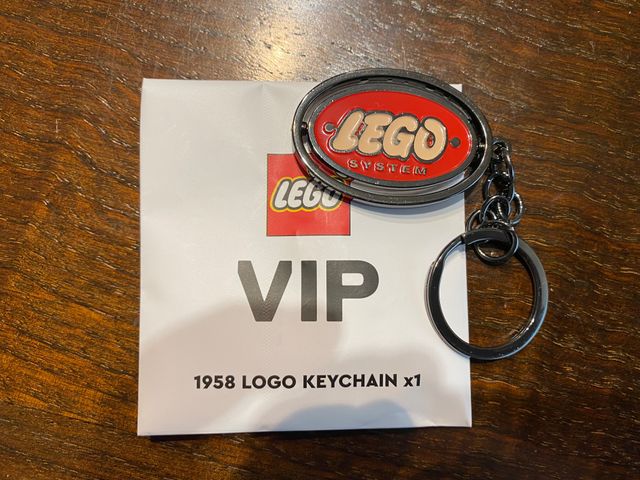 LEGO
SYSTEM
LEGO
VIP
1958 LOGO KEYCHAIN x1